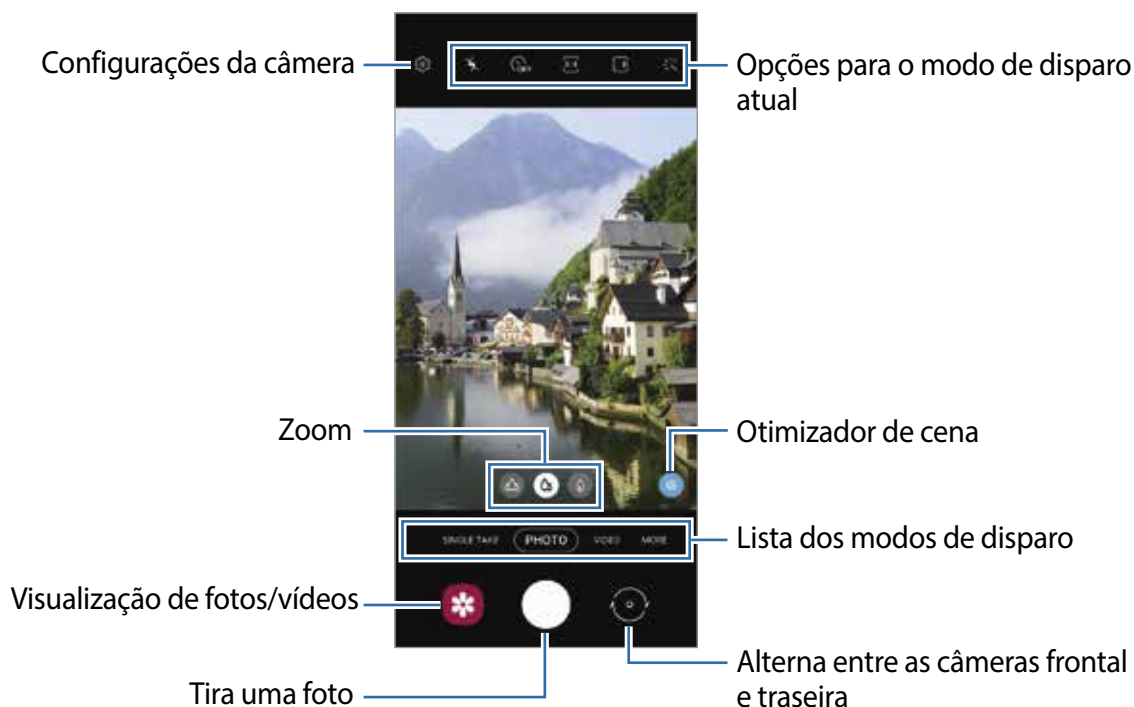 Configurações da câmera
Opções para o modo de disparo
atual
Zoom
Otimizador de cena
SINGLE TAKE PHOTO VIDEO MORE
Lista dos modos de disparo
Visualização de fotos/vídeos
Tira uma foto
Alterna entre as câmeras frontal
e traseira